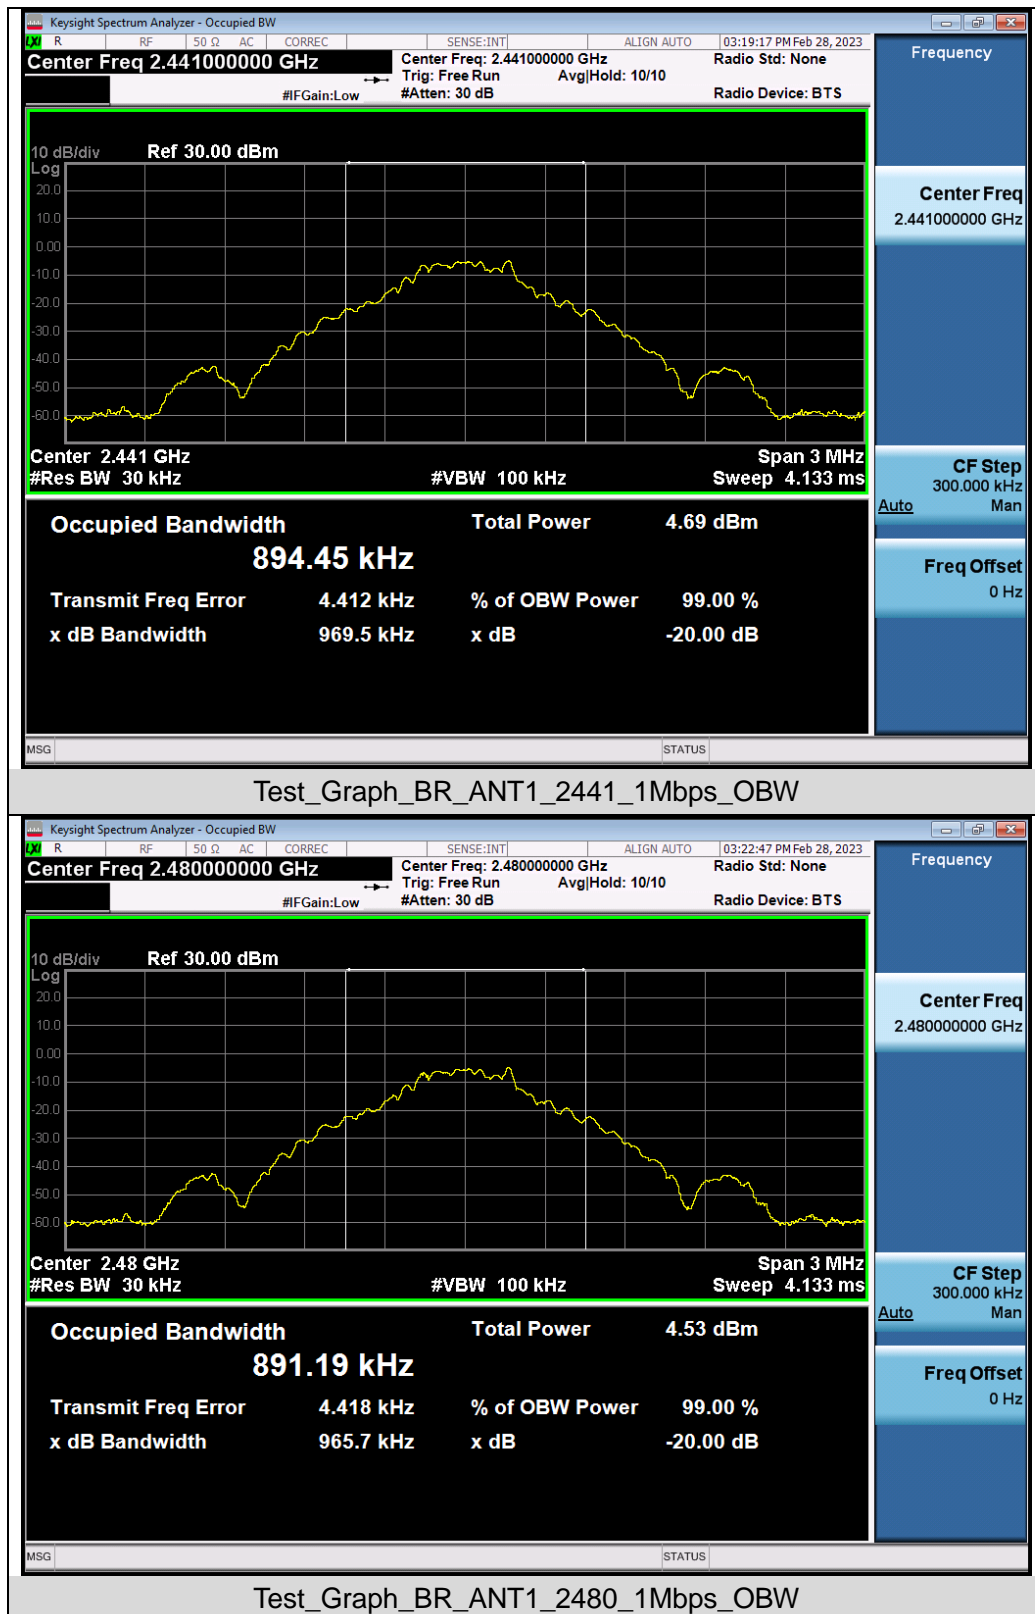 Keysight Spectrum Analyzer - Occupied BW
LXI R RF 50 Ω AC CORREC SENSE:INT ALIGN AUTO 03:19:17 PM Feb 28, 2023
Center Freq 2.441000000 GHz
Center Freq: 2.441000000 GHz Radio Std: None
Trig: Free Run Avg|Hold: 10/10
#IFGain:Low #Atten: 30 dB Radio Device: BTS
Frequency
10 dB/div Ref 30.00 dBm
Log
20.0
10.0
0.00
-10.0
-20.0
-30.0
-40.0
-50.0
-60.0
Center 2.441 GHz Span 3 MHz
#Res BW 30 kHz #VBW 100 kHz Sweep 4.133 ms
Center Freq
2.441000000 GHz
CF Step
300.000 kHz
Auto Man
Freq Offset
0 Hz
Occupied Bandwidth Total Power 4.69 dBm
894.45 kHz
Transmit Freq Error 4.412 kHz % of OBW Power 99.00 %
x dB Bandwidth 969.5 kHz x dB -20.00 dB
MSG STATUS
Test_Graph_BR_ANT1_2441_1Mbps_OBW
Keysight Spectrum Analyzer - Occupied BW
LXI R RF 50 Ω AC CORREC SENSE:INT ALIGN AUTO 03:22:47 PM Feb 28, 2023
Center Freq 2.480000000 GHz
Center Freq: 2.480000000 GHz Radio Std: None
Trig: Free Run Avg|Hold: 10/10
#IFGain:Low #Atten: 30 dB Radio Device: BTS
Frequency
10 dB/div Ref 30.00 dBm
Log
20.0
10.0
0.00
-10.0
-20.0
-30.0
-40.0
-50.0
-60.0
Center 2.48 GHz Span 3 MHz
#Res BW 30 kHz #VBW 100 kHz Sweep 4.133 ms
Center Freq
2.480000000 GHz
CF Step
300.000 kHz
Auto Man
Freq Offset
0 Hz
Occupied Bandwidth Total Power 4.53 dBm
891.19 kHz
Transmit Freq Error 4.418 kHz % of OBW Power 99.00 %
x dB Bandwidth 965.7 kHz x dB -20.00 dB
MSG STATUS
Test_Graph_BR_ANT1_2480_1Mbps_OBW